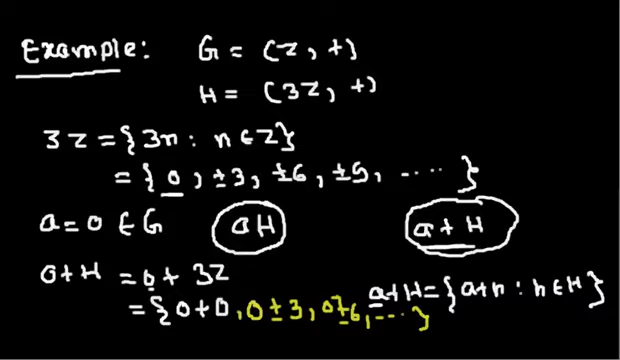 Example: G = (Z, +)
H = (3Z, +)
3Z = {3n : n ∈ Z}
= {0, ±3, ±6, ±9, .....}
a = 0 ∈ G aH a + H
0 + H = 0 + 3Z
= {0 + 0, 0 ± 3, 0 ± 6, ....}
a + H = {a + h : h ∈ H}